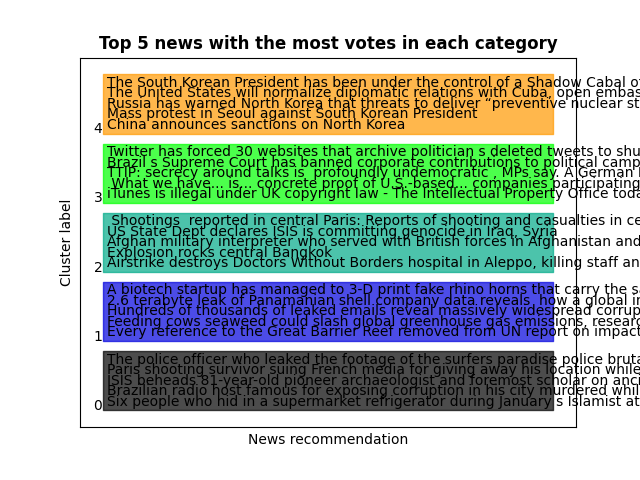 Top 5 news with the most votes in each category
The South Korean President has been under the control of a Shadow Cabal of
The United States will normalize diplomatic relations with Cuba, open embas
Russia has warned North Korea that threats to deliver “preventive nuclear st
Mass protest in Seoul against South Korean President
China announces sanctions on North Korea
4
Twitter has forced 30 websites that archive politician s deleted tweets to shu
Brazil s Supreme Court has banned corporate contributions to political camp
TTIP: secrecy around talks is  profoundly undemocratic , MPs say. A German
What we have... is... concrete proof of U.S.-based... companies participating
iTunes is illegal under UK copyright law - The Intellectual Property Office toda
3
Shootings  reported in central Paris: Reports of shooting and casualties in ce
US State Dept declares ISIS is committing genocide in Iraq, Syria
Afghan military interpreter who served with British forces in Afghanistan and
Explosion rocks central Bangkok
Airstrike destroys Doctors Without Borders hospital in Aleppo, killing staff an
2
A biotech startup has managed to 3-D print fake rhino horns that carry the sa
2.6 terabyte leak of Panamanian shell company data reveals  how a global in
Hundreds of thousands of leaked emails reveal massively widespread corrup
Feeding cows seaweed could slash global greenhouse gas emissions, researc
Every reference to the Great Barrier Reef removed from UN report on impact
1
The police officer who leaked the footage of the surfers paradise police bruta
Paris shooting survivor suing French media for giving away his location while
ISIS beheads 81-year-old pioneer archaeologist and foremost scholar on anci
Brazilian radio host famous for exposing corruption in his city murdered whil
Six people who hid in a supermarket refrigerator during January s Islamist at
0
Cluster label
News recommendation